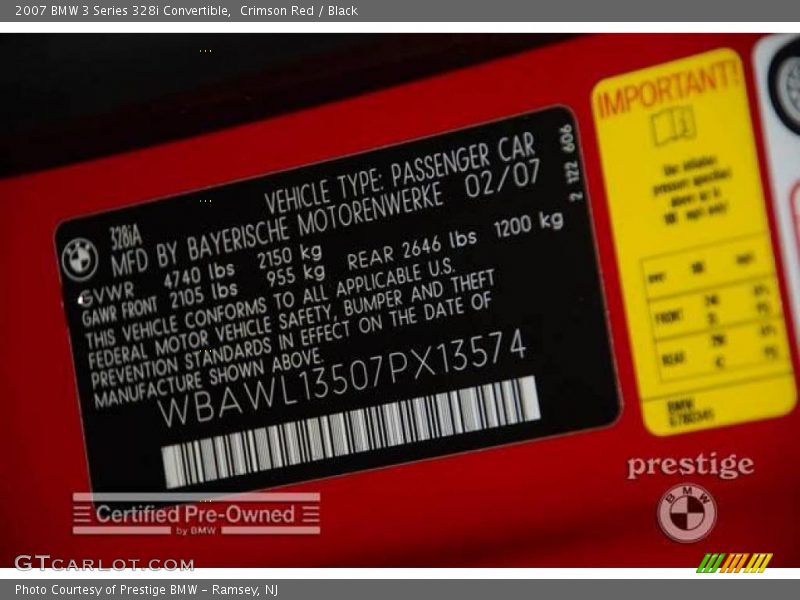 2007 BMW 3 Series 328i Convertible,  Crimson Red / Black
328iA
VEHICLE TYPE: PASSENGER CAR
MFD BY BAYERISCHE MOTORENWERKE 02/07
GVWR 4740 lbs 2150 kg
GAWR FRONT 2105 lbs 955 kg REAR 2646 lbs 1200 kg
THIS VEHICLE CONFORMS TO ALL APPLICABLE U.S.
FEDERAL MOTOR VEHICLE SAFETY, BUMPER AND THEFT
PREVENTION STANDARDS IN EFFECT ON THE DATE OF
MANUFACTURE SHOWN ABOVE
WBAWL13507PX13574
2 122 606
IMPORTANT!
FRONT
REAR
BMW
prestige
BMW
Certified Pre-Owned
by BMW
GTCARLOT.COM
Photo Courtesy of Prestige BMW - Ramsey, NJ